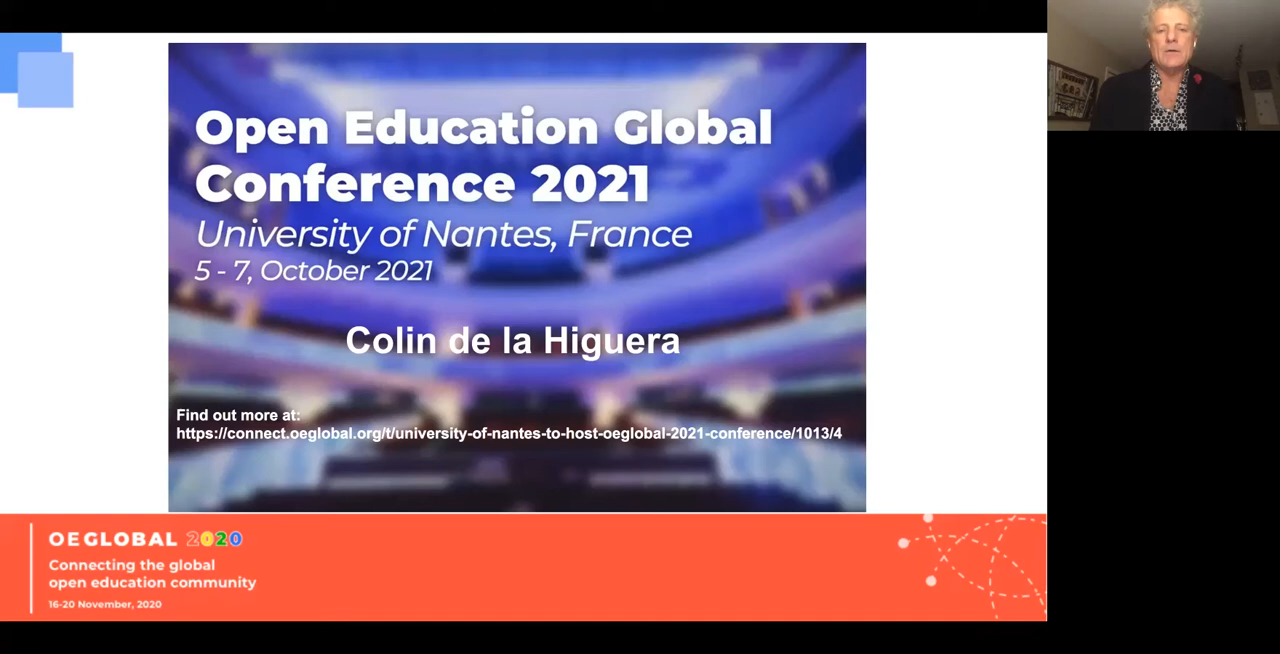 Open Education Global
Conference 2021
University of Nantes, France
5 - 7, October 2021
Colin de la Higuera
Find out more at:
https://connect.oeglobal.org/t/university-of-nantes-to-host-oeglobal-2021-conference/1013/4
OEGLOBAL 2020
Connecting the global
open education community
16-20 November, 2020